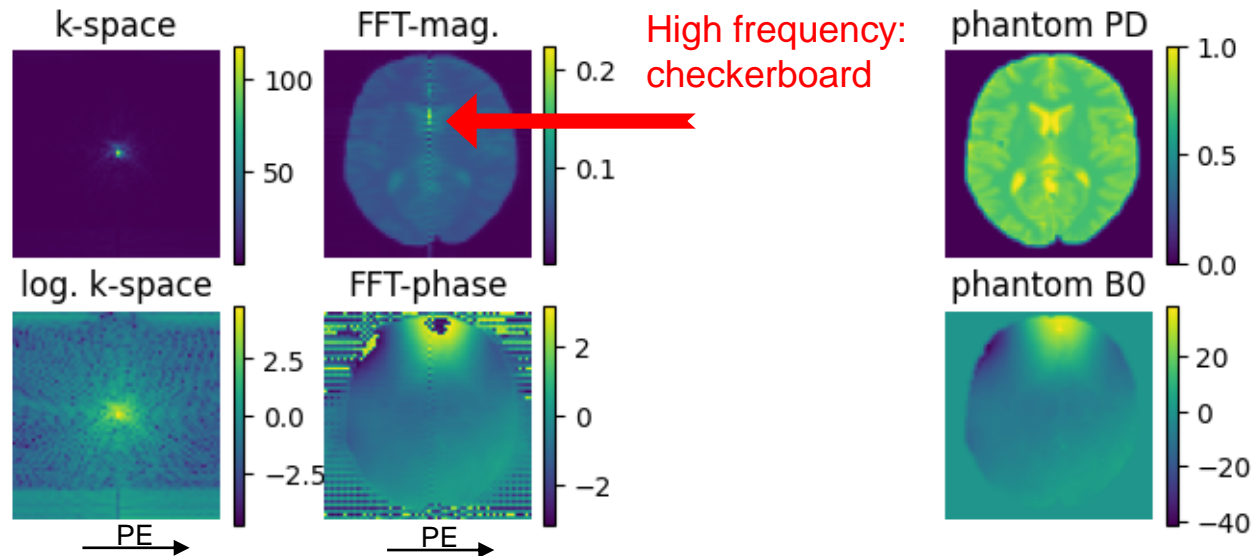 k-space
100
50
FFT-mag.
0.2
0.1
High frequency:
checkerboard
phantom PD
1.0
0.5
0.0
log. k-space
2.5
0.0
−2.5
PE
FFT-phase
2
0
−2
PE
phantom B0
20
0
−20
−40